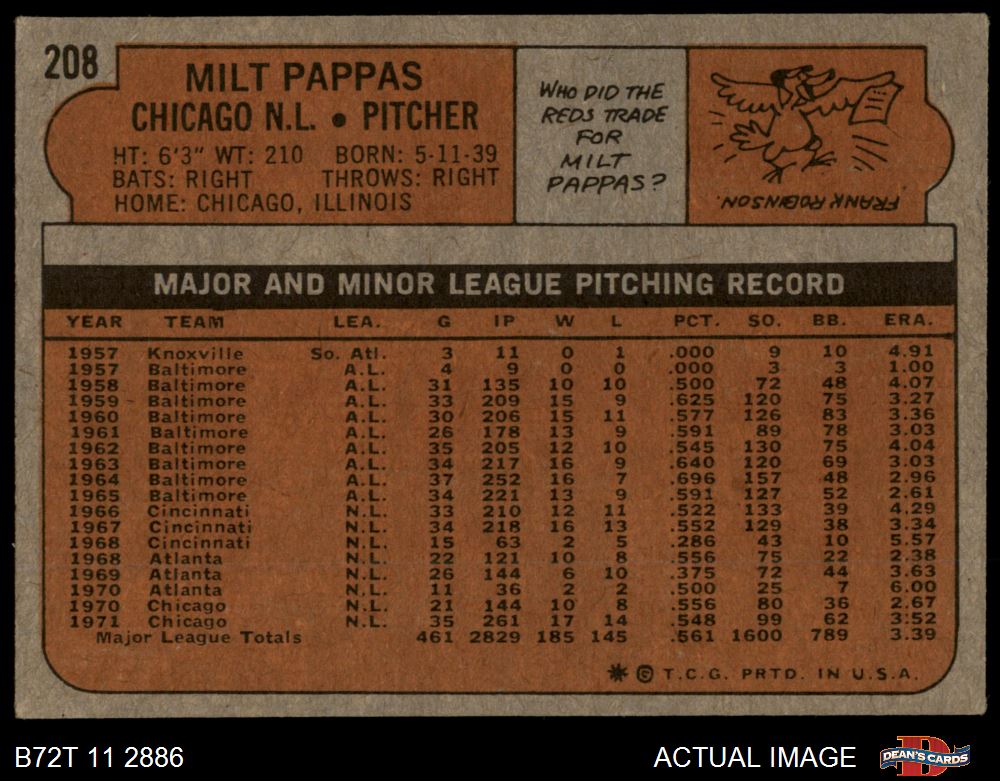 208
MILT PAPPAS
CHICAGO N.L. • PITCHER
HT: 6'3" WT: 210 BORN: 5-11-39
BATS: RIGHT THROWS: RIGHT
HOME: CHICAGO, ILLINOIS
WHO DID THE
REDS TRADE
FOR
MILT
PAPPAS?
FRANK ROBINSON.
MAJOR AND MINOR LEAGUE PITCHING RECORD
YEAR TEAM LEA. G IP W L PCT. SO. BB. ERA.
1957 Knoxville So. Atl. 3 11 0 1 .000 9 10 4.91
1957 Baltimore A.L. 4 9 0 0 .000 3 3 1.00
1958 Baltimore A.L. 31 135 10 10 .500 72 48 4.07
1959 Baltimore A.L. 33 209 15 9 .625 120 75 3.27
1960 Baltimore A.L. 30 206 15 11 .577 126 83 3.36
1961 Baltimore A.L. 26 178 13 9 .591 89 78 3.03
1962 Baltimore A.L. 35 205 12 10 .545 130 75 4.04
1963 Baltimore A.L. 34 217 16 9 .640 120 69 3.03
1964 Baltimore A.L. 37 252 16 7 .696 157 48 2.96
1965 Baltimore A.L. 34 221 13 9 .591 127 52 2.61
1966 Cincinnati N.L. 33 210 12 11 .522 133 39 4.29
1967 Cincinnati N.L. 34 218 16 13 .552 129 38 3.34
1968 Cincinnati N.L. 15 63 2 5 .286 43 10 5.57
1968 Atlanta N.L. 22 121 10 8 .556 75 22 2.38
1969 Atlanta N.L. 26 144 6 10 .375 72 44 3.63
1970 Atlanta N.L. 11 36 2 2 .500 25 7 6.00
1970 Chicago N.L. 21 144 10 8 .556 80 36 2.67
1971 Chicago N.L. 35 261 17 14 .548 99 62 3.52
Major League Totals 461 2829 185 145 .561 1600 789 3.39
✷ © T.C.G. PRTD. IN U.S.A.
B72T 11 2886
ACTUAL IMAGE
DEAN'S CARDS